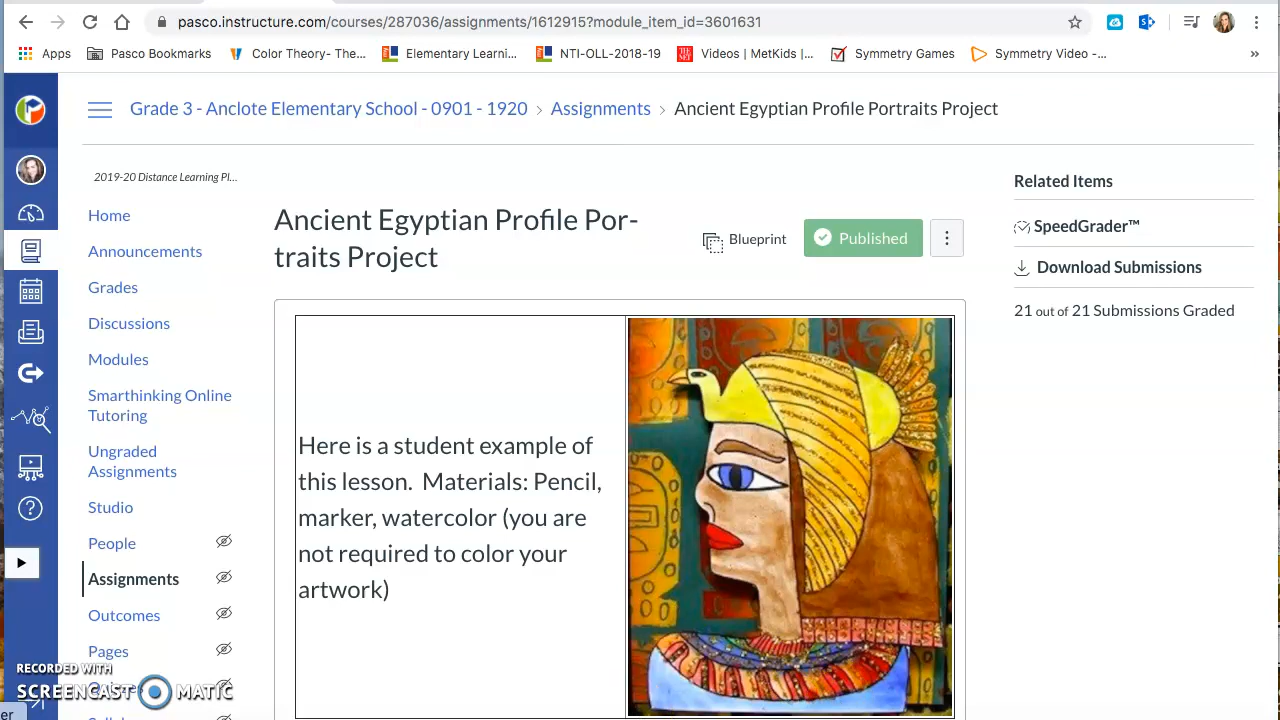 pasco.instructure.com/courses/287036/assignments/1612915?module_item_id=3601631
Apps Pasco Bookmarks Color Theory- The... Elementary Learni... NTI-OLL-2018-19 Videos | MetKids |... Symmetry Games Symmetry Video -... »
Grade 3 - Anclote Elementary School - 0901 - 1920 › Assignments › Ancient Egyptian Profile Portraits Project
2019-20 Distance Learning Pl...
Home
Announcements
Grades
Discussions
Modules
Smarthinking Online
Tutoring
Ungraded
Assignments
Studio
People
Assignments
Outcomes
Pages
Ancient Egyptian Profile Por-
traits Project
Blueprint
Published
Here is a student example of
this lesson. Materials: Pencil,
marker, watercolor (you are
not required to color your
artwork)
Related Items
SpeedGrader™
Download Submissions
21 out of 21 Submissions Graded
RECORDED WITH
SCREENCAST MATIC
er